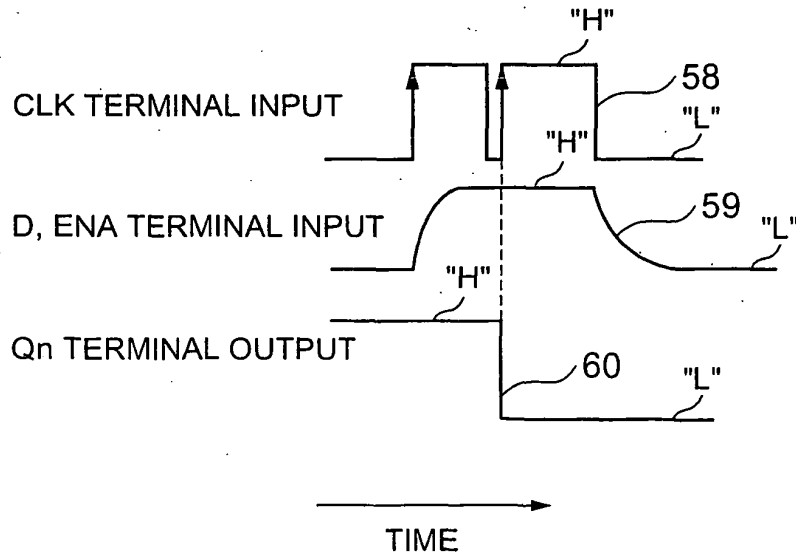 "H"
58
CLK TERMINAL INPUT
"L"
"H"
D, ENA TERMINAL INPUT
59
"L"
"H"
Qn TERMINAL OUTPUT
60
"L"
TIME